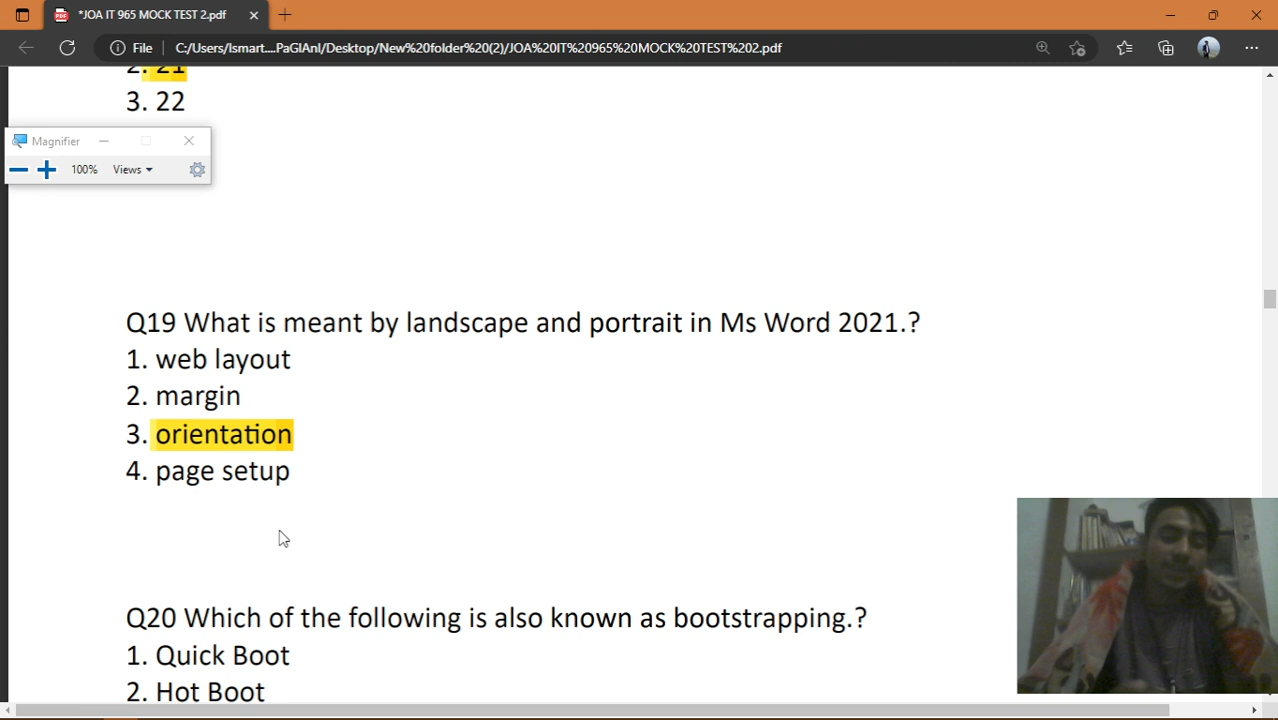 *JOA IT 965 MOCK TEST 2.pdf
File
C:/Users/Ismart....PaGlAnI/Desktop/New%20folder%20(2)/JOA%20IT%20965%20MOCK%20TEST%202.pdf
2. 21
3. 22
Magnifier
100%
Views
Q19 What is meant by landscape and portrait in Ms Word 2021.?
1. web layout
2. margin
3. orientation
4. page setup
Q20 Which of the following is also known as bootstrapping.?
1. Quick Boot
2. Hot Boot